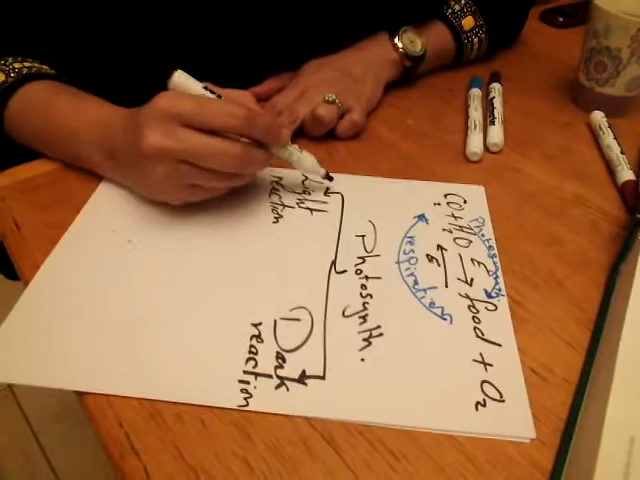 Photosynth
CO2 + H2O → E food + O2
← E
respiration
Photosynth.
Light
reaction
Dark
reaction